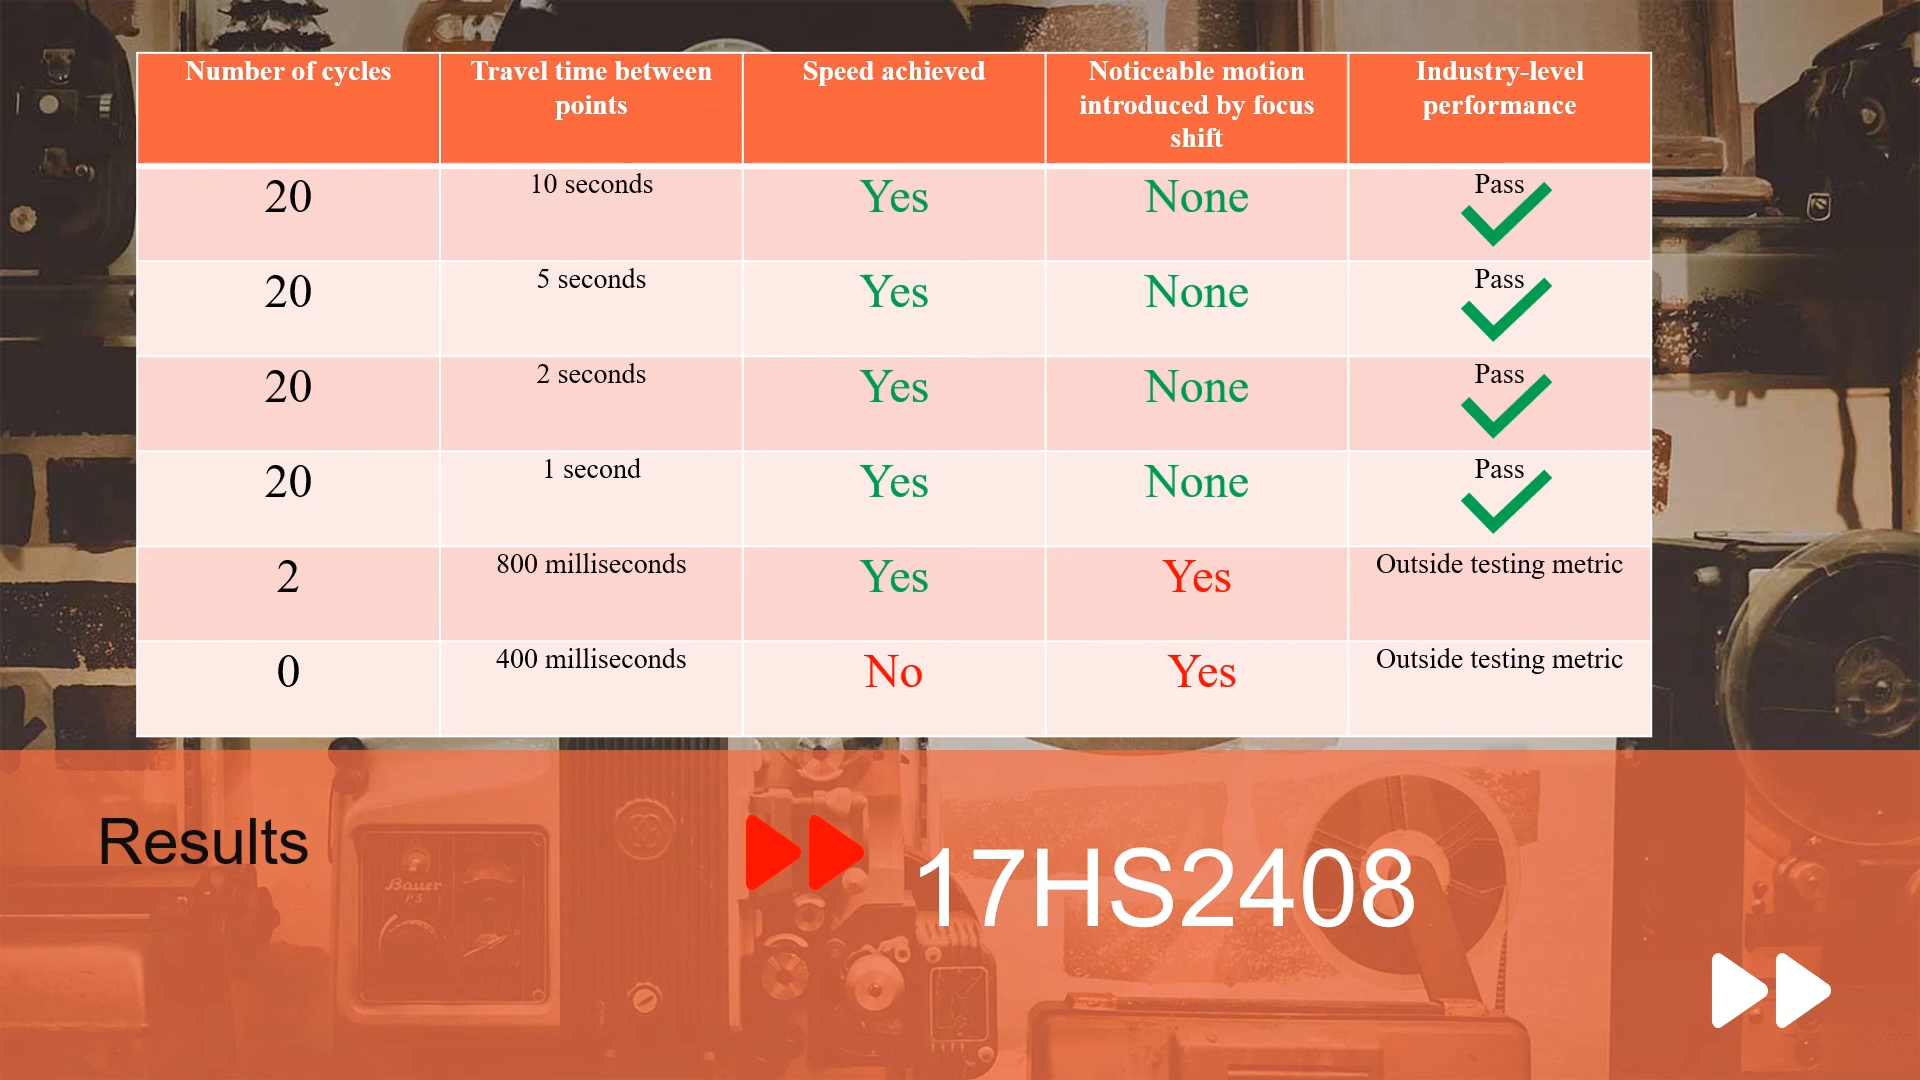 Number of cycles
Travel time between
points
Speed achieved
Noticeable motion
introduced by focus
shift
Industry-level
performance
20
10 seconds
Yes
None
Pass
20
5 seconds
Yes
None
Pass
20
2 seconds
Yes
None
Pass
20
1 second
Yes
None
Pass
2
800 milliseconds
Yes
Yes
Outside testing metric
0
400 milliseconds
No
Yes
Outside testing metric
Results
17HS2408
Bauer
P5